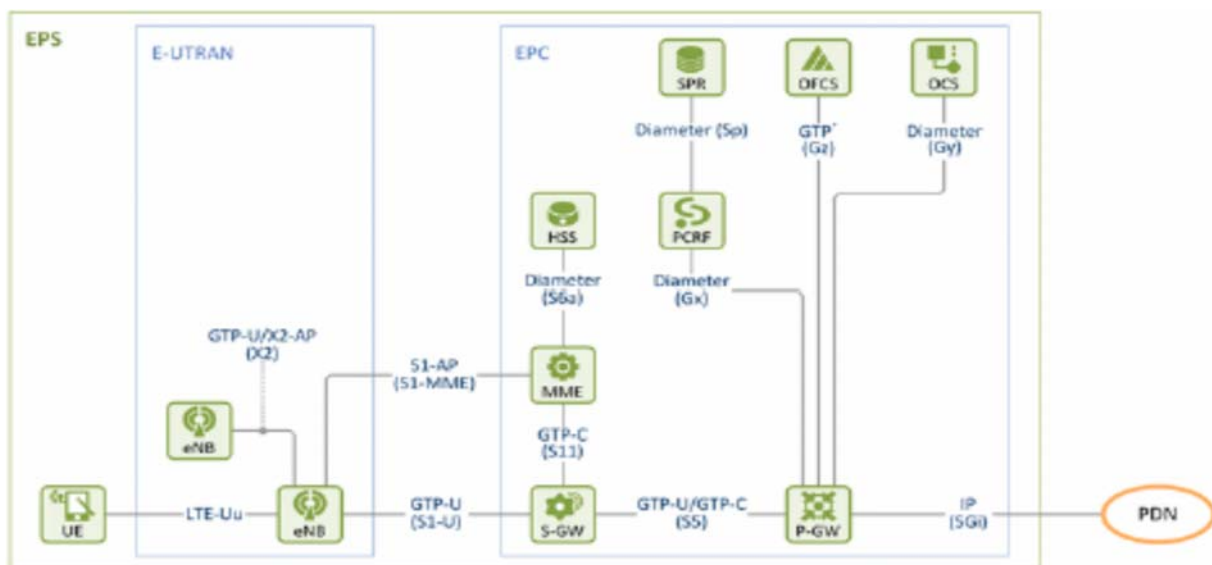 EPS
E-UTRAN
EPC
SPR
OFCS
OCS
Diameter (Sp)
GTP'
(Gz)
Diameter
(Gy)
HSS
PCRF
Diameter
(S6a)
Diameter
(Gx)
GTP-U/X2-AP
(X2)
S1-AP
(S1-MME)
MME
eNB
GTP-C
(S11)
UE
LTE-Uu
eNB
GTP-U
(S1-U)
S-GW
GTP-U/GTP-C
(S5)
P-GW
IP
(SGi)
PDN